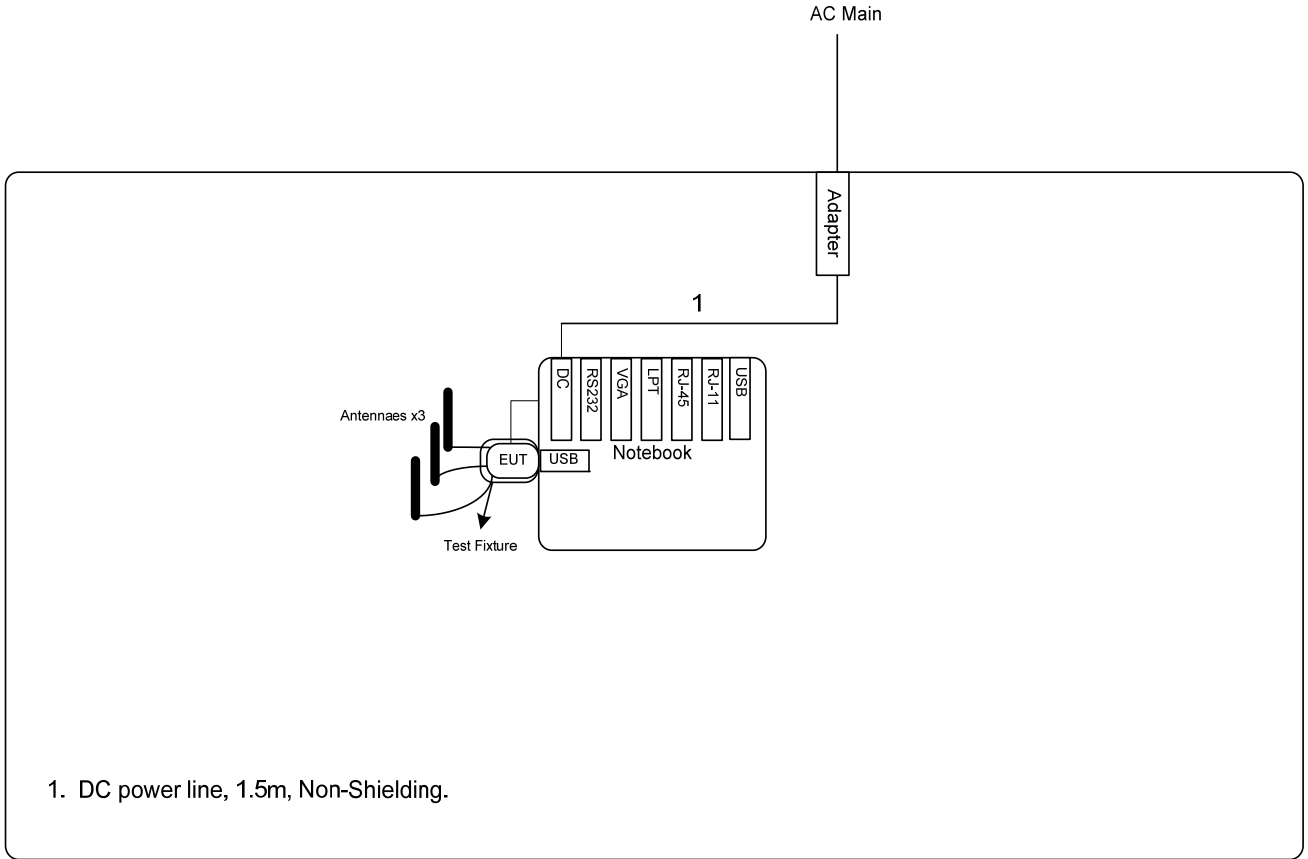 AC Main
Adapter
1
DC
RS232
VGA
LPT
RJ-45
RJ-11
USB
Antennaes x3
EUT
USB
Notebook
Test Fixture
1. DC power line, 1.5m, Non-Shielding.